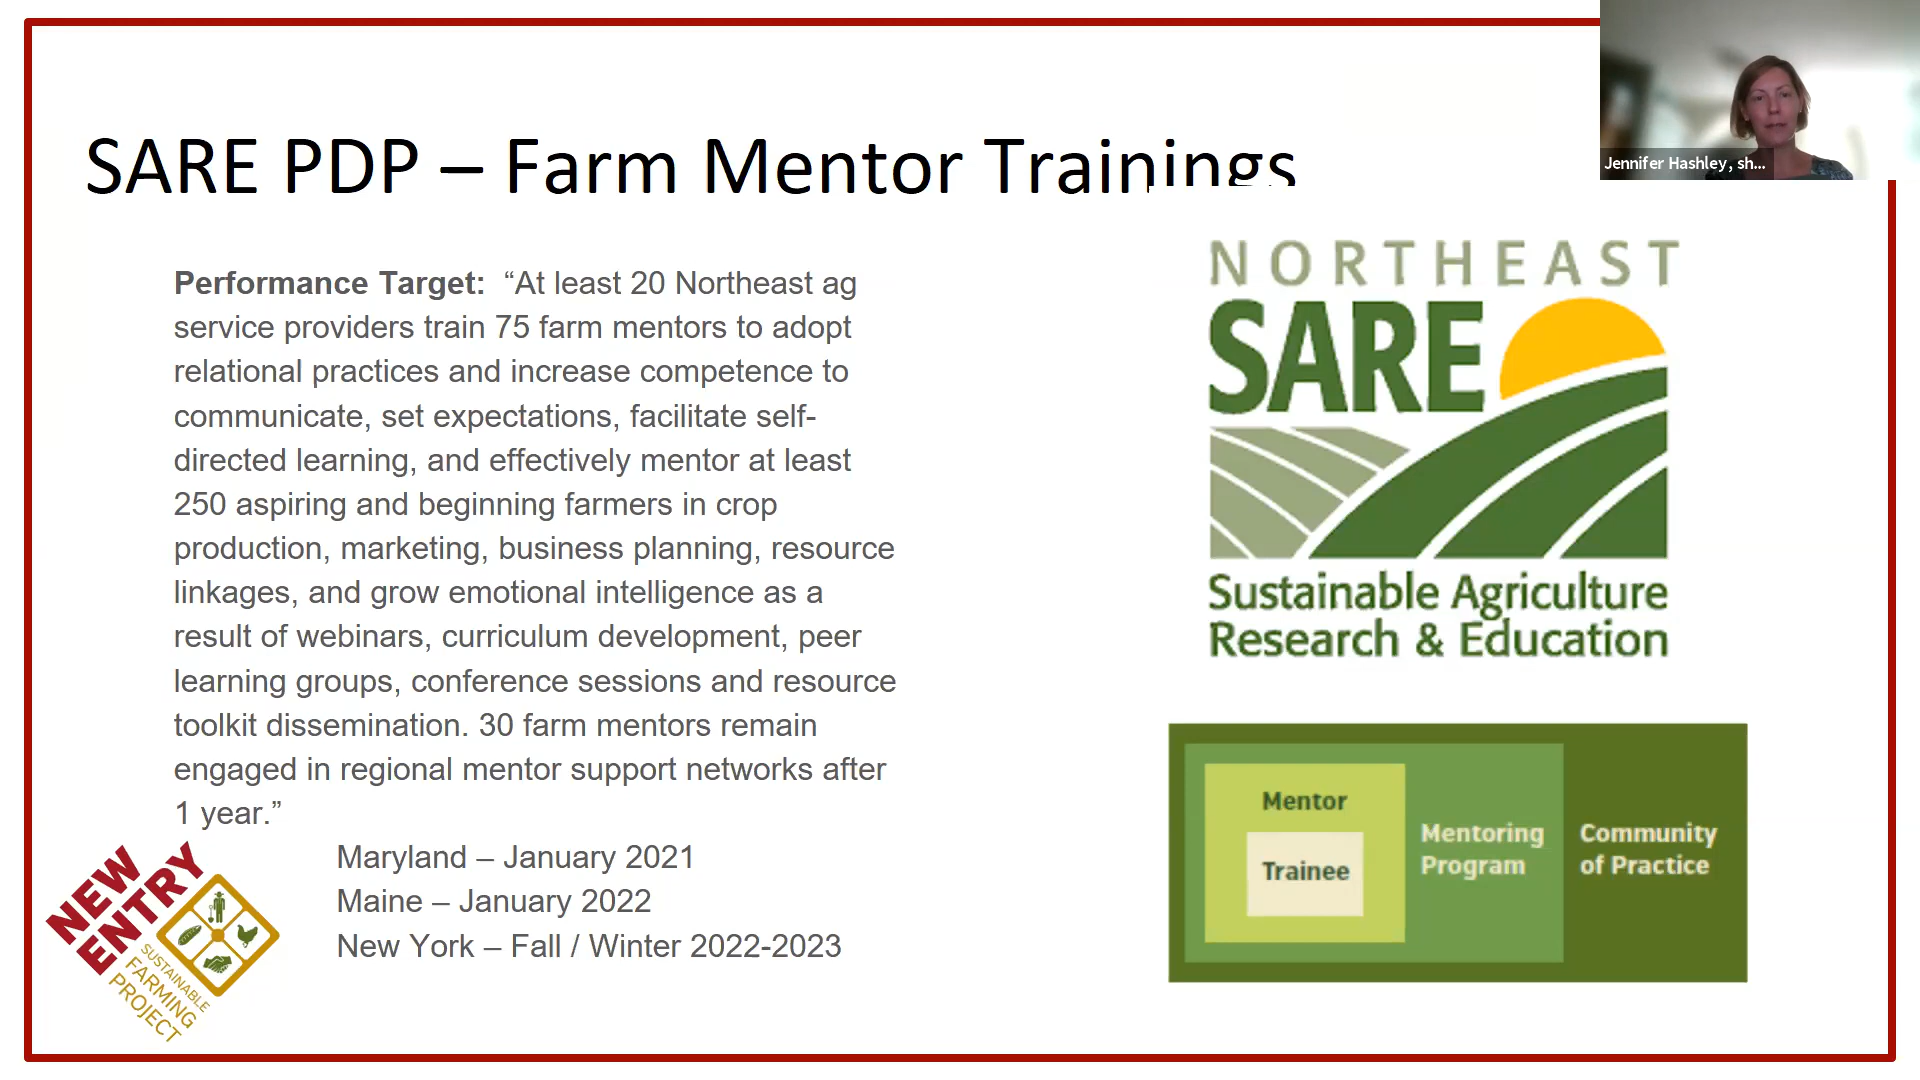 SARE PDP – Farm Mentor Trainings
Jennifer Hashley, sh...
Performance Target:  “At least 20 Northeast ag
service providers train 75 farm mentors to adopt
relational practices and increase competence to
communicate, set expectations, facilitate self-
directed learning, and effectively mentor at least
250 aspiring and beginning farmers in crop
production, marketing, business planning, resource
linkages, and grow emotional intelligence as a
result of webinars, curriculum development, peer
learning groups, conference sessions and resource
toolkit dissemination. 30 farm mentors remain
engaged in regional mentor support networks after
1 year.”
Maryland – January 2021
Maine – January 2022
New York – Fall / Winter 2022-2023
NEW
ENTRY
SUSTAINABLE
FARMING
PROJECT
NORTHEAST
SARE
Sustainable Agriculture
Research & Education
Mentor
Trainee
Mentoring
Program
Community
of Practice